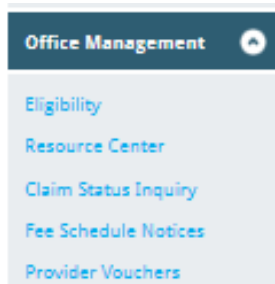 Office Management
Eligibility
Resource Center
Claim Status Inquiry
Fee Schedule Notices
Provider Vouchers